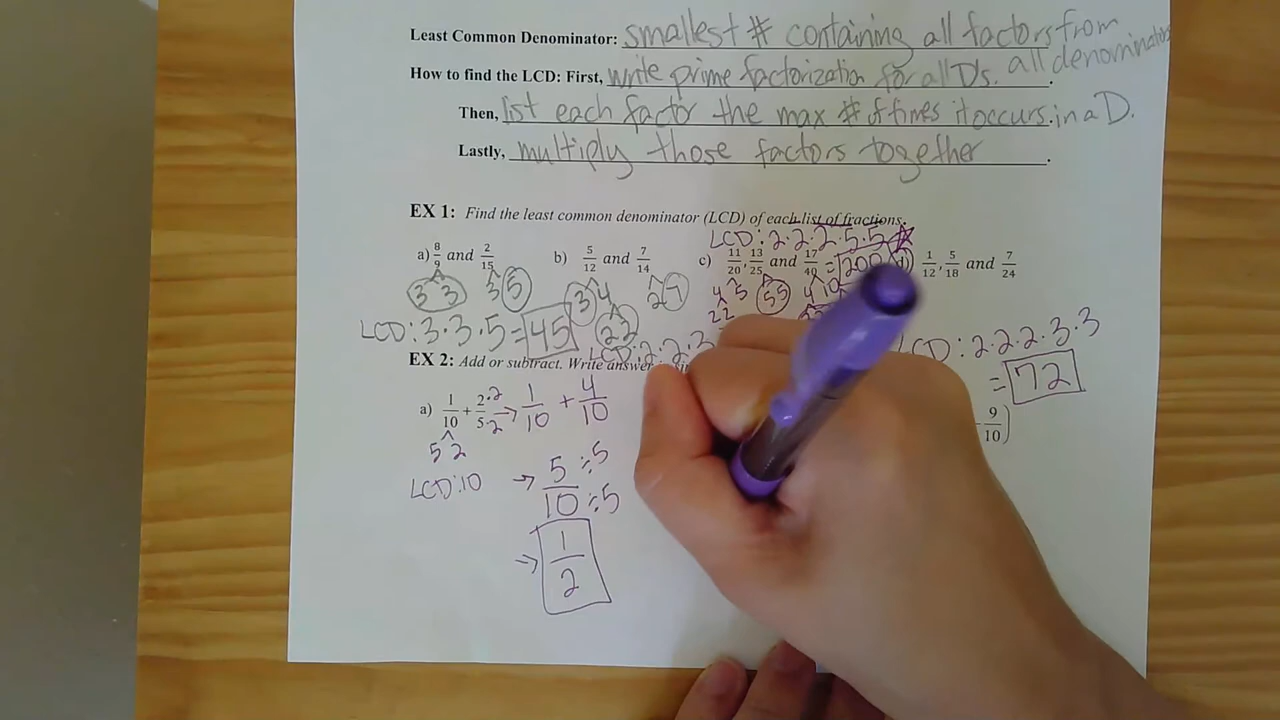 Least Common Denominator: smallest # containing all factors from all denominators
How to find the LCD: First, write prime factorization for all D's.
Then, list each factor the max # of times it occurs in a D.
Lastly, multiply those factors together.
EX 1: Find the least common denominator (LCD) of each list of fractions.
LCD: 2·2·2·5·5
a) 8/9 and 2/15 b) 5/12 and 7/14 c) 11/20, 13/25 and 17/40 = 200 d) 1/12, 5/18 and 7/24
3 3 3 5 3 4 2 7 4 5 5 5 4 10
2 2 2 2
LCD: 3·3·5 = 45 LCD: 2·2·3 LCD: 2·2·2·3·3
= 72
EX 2: Add or subtract. Write answer
a) 1/10 + 2·2/5·2 → 1/10 + 4/10 9/10)
5 2
LCD: 10 → 5÷5/10÷5
→ 1/2